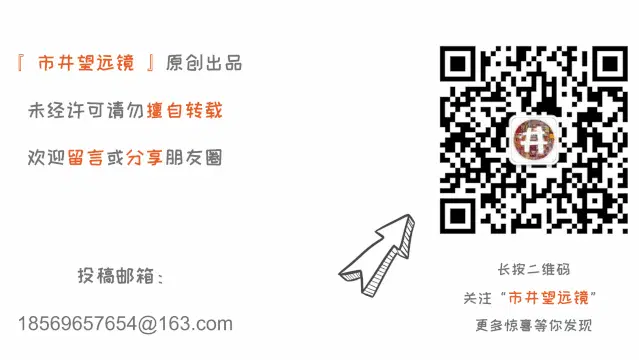 『 市井望远镜 』原创出品
未经许可请勿擅自转载
欢迎留言或分享朋友圈
投稿邮箱：
18569657654@163.com
井
长按二维码
关注“市井望远镜”
更多惊喜等你发现